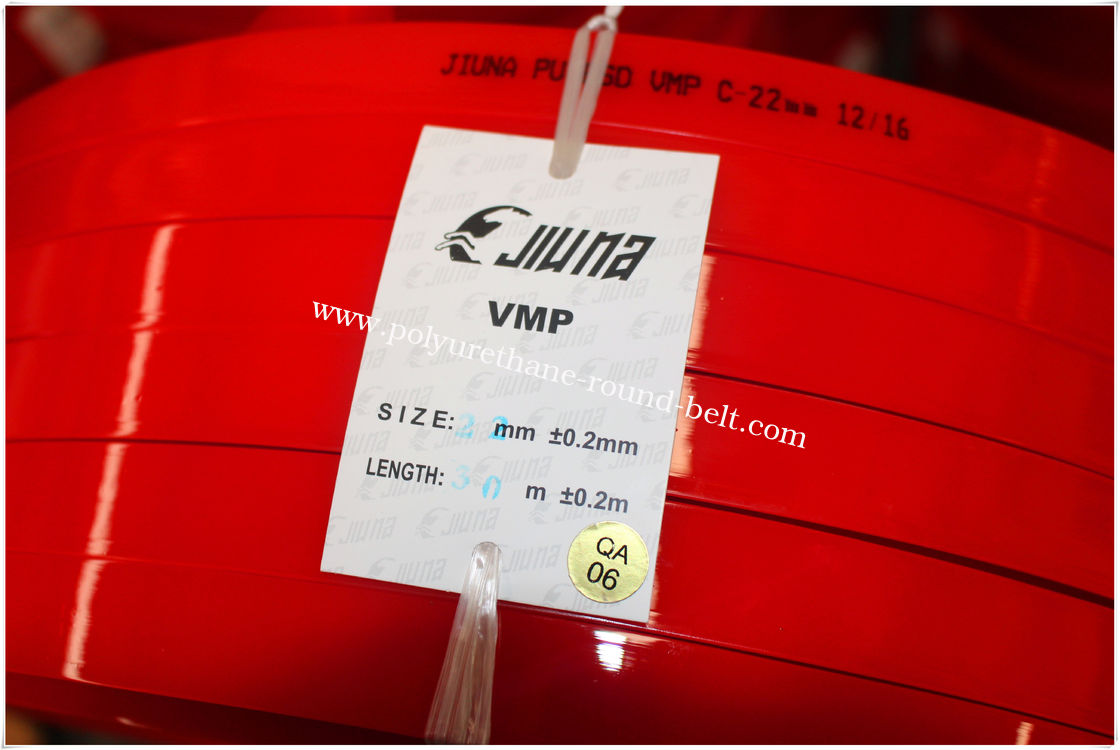 JIUNA PU SD VMP C-22mm 12/16
JIUNA
VMP
www.polyurethane-round-belt.com
SIZE: 22 mm ±0.2mm
LENGTH: 30 m ±0.2m
QA
06